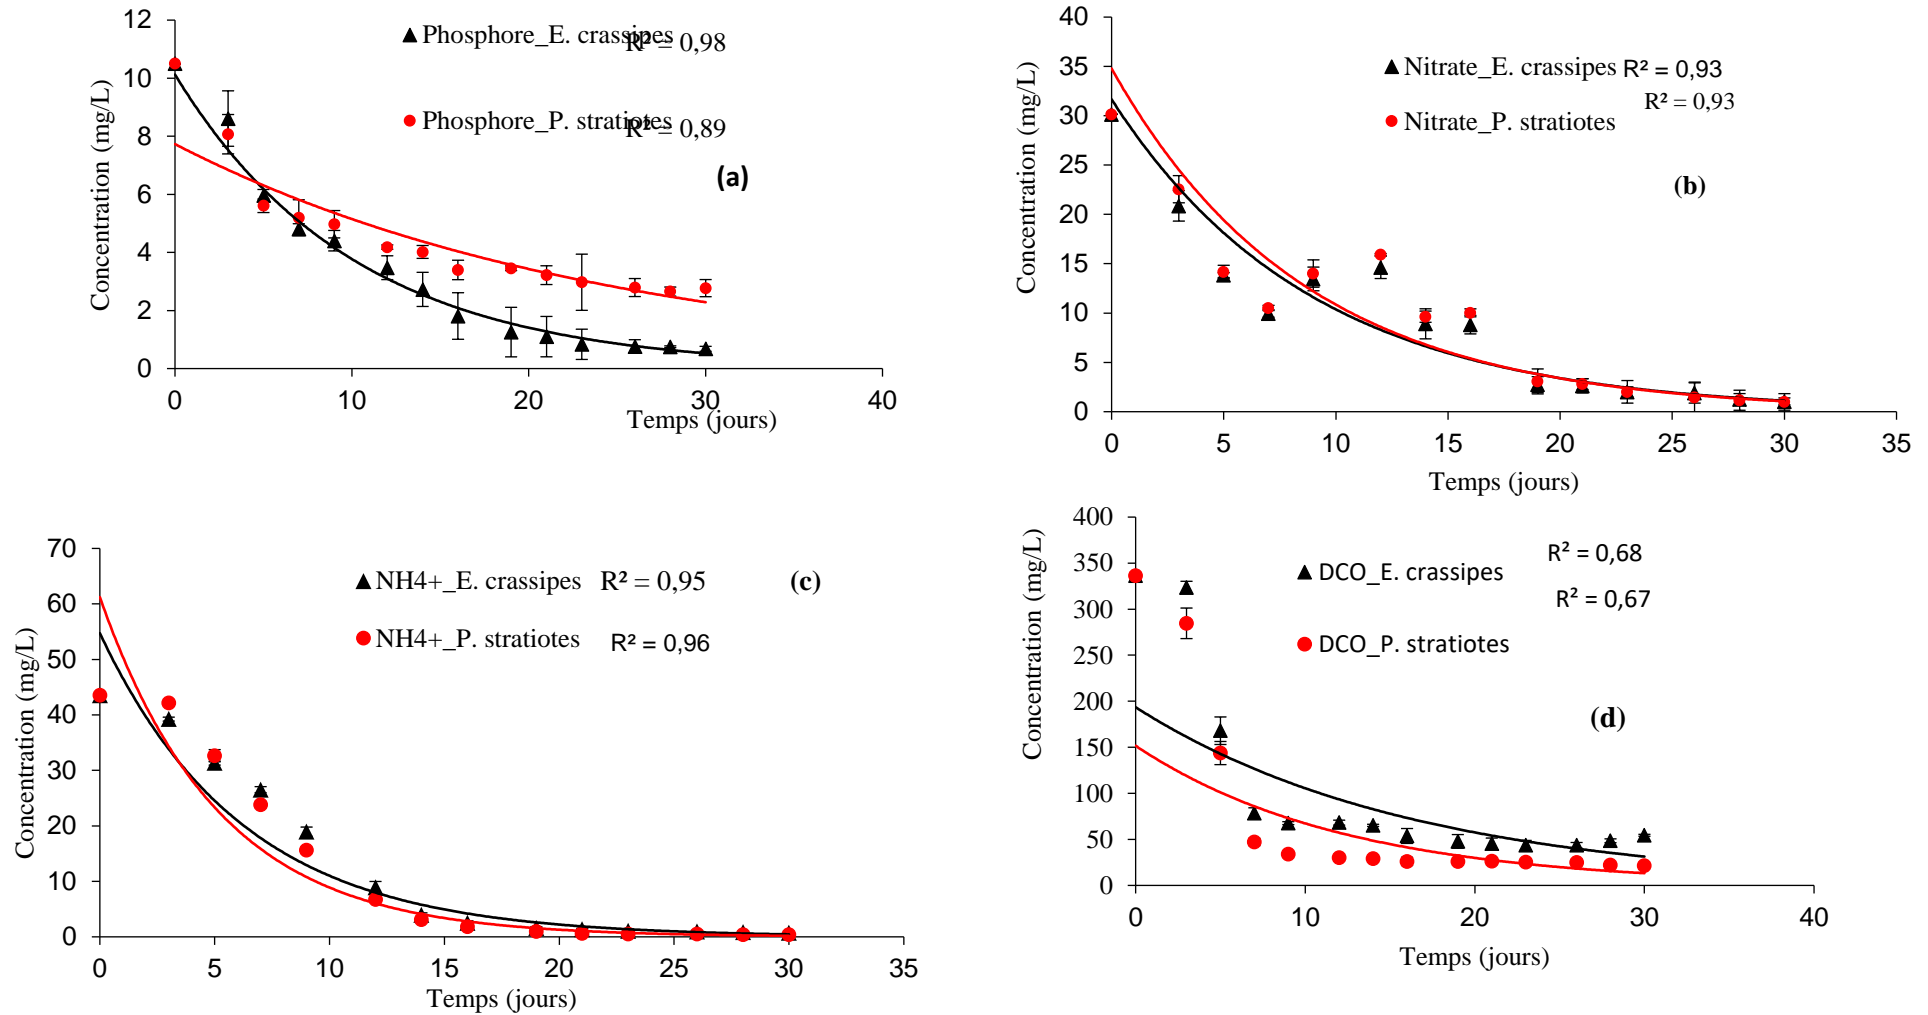 12
10
8
6
4
2
0
Concentration (mg/L)
Phosphore_E. crassipes
R² = 0,98
Phosphore_P. stratiotes
R² = 0,89
(a)
0 10 20 30 40
Temps (jours)
40
35
30
25
20
15
10
5
0
Concentration (mg/L)
Nitrate_E. crassipes R² = 0,93
R² = 0,93
Nitrate_P. stratiotes
(b)
0 5 10 15 20 25 30 35
Temps (jours)
70
60
50
40
30
20
10
0
Concentration (mg/L)
NH4+_E. crassipes R² = 0,95 (c)
NH4+_P. stratiotes R² = 0,96
0 5 10 15 20 25 30 35
Temps (jours)
400
350
300
250
200
150
100
50
0
Concentration (mg/L)
R² = 0,68
DCO_E. crassipes
R² = 0,67
DCO_P. stratiotes
(d)
0 10 20 30 40
Temps (jours)